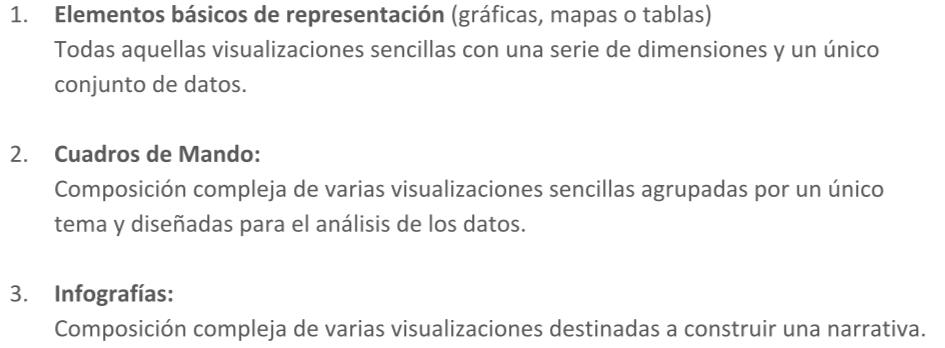 1. Elementos básicos de representación (gráficas, mapas o tablas)
Todas aquellas visualizaciones sencillas con una serie de dimensiones y un único
conjunto de datos.
2. Cuadros de Mando:
Composición compleja de varias visualizaciones sencillas agrupadas por un único
tema y diseñadas para el análisis de los datos.
3. Infografías:
Composición compleja de varias visualizaciones destinadas a construir una narrativa.